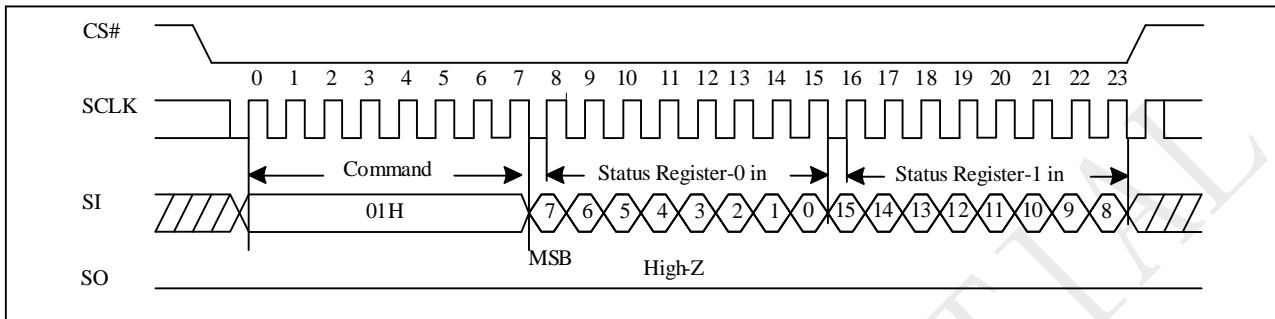 CS#
0 1 2 3 4 5 6 7 8 9 10 11 12 13 14 15 16 17 18 19 20 21 22 23
SCLK
Command Status Register-0 in Status Register-1 in
SI 01H 7 6 5 4 3 2 1 0 15 14 13 12 11 10 9 8
MSB High-Z
SO
TIAL